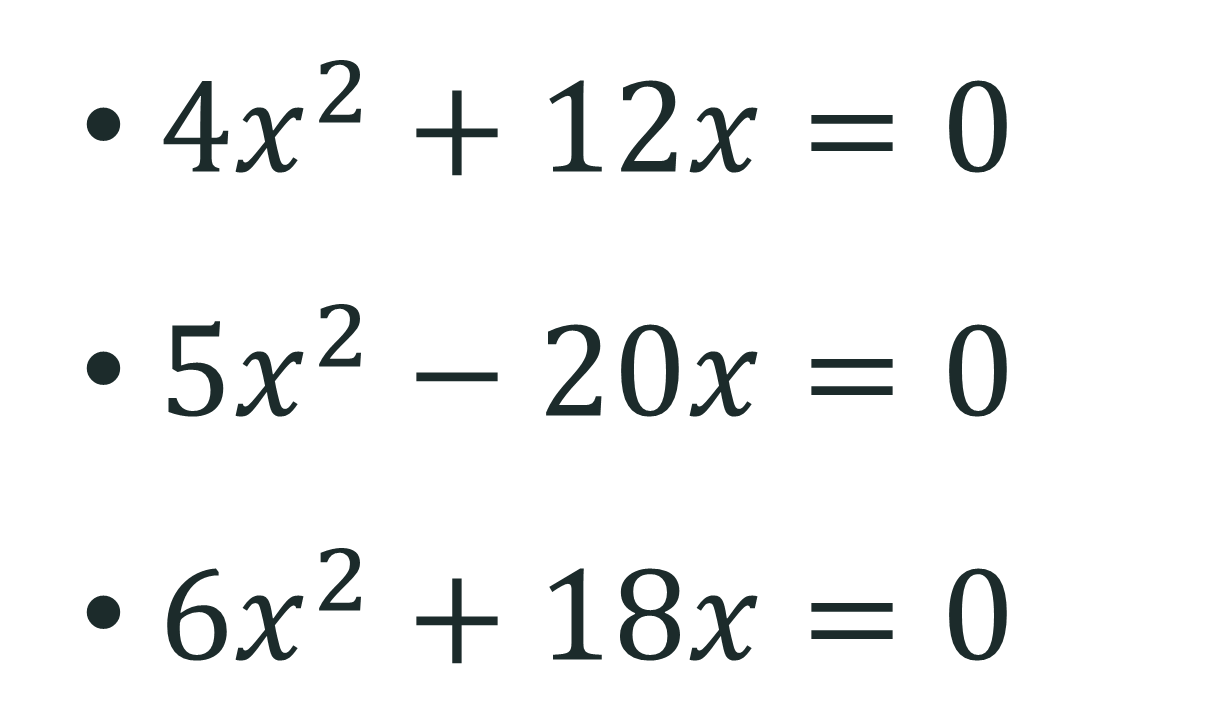 • 4x² + 12x = 0
• 5x² − 20x = 0
• 6x² + 18x = 0